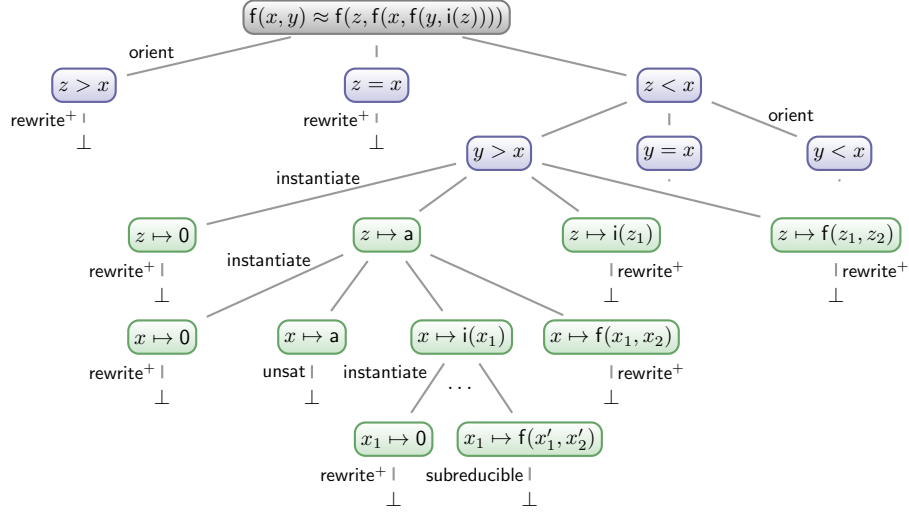 f(x, y) ≈ f(z, f(x, f(y, i(z))))
orient
z > x
z = x
z < x
rewrite⁺
rewrite⁺
orient
⊥
⊥
y > x
y = x
y < x
instantiate
z ↦ 0
z ↦ a
z ↦ i(z₁)
z ↦ f(z₁, z₂)
rewrite⁺
instantiate
rewrite⁺
rewrite⁺
⊥
⊥
⊥
x ↦ 0
x ↦ a
x ↦ i(x₁)
x ↦ f(x₁, x₂)
rewrite⁺
unsat
instantiate
...
rewrite⁺
⊥
⊥
⊥
x₁ ↦ 0
x₁ ↦ f(x′₁, x′₂)
rewrite⁺
subreducible
⊥
⊥